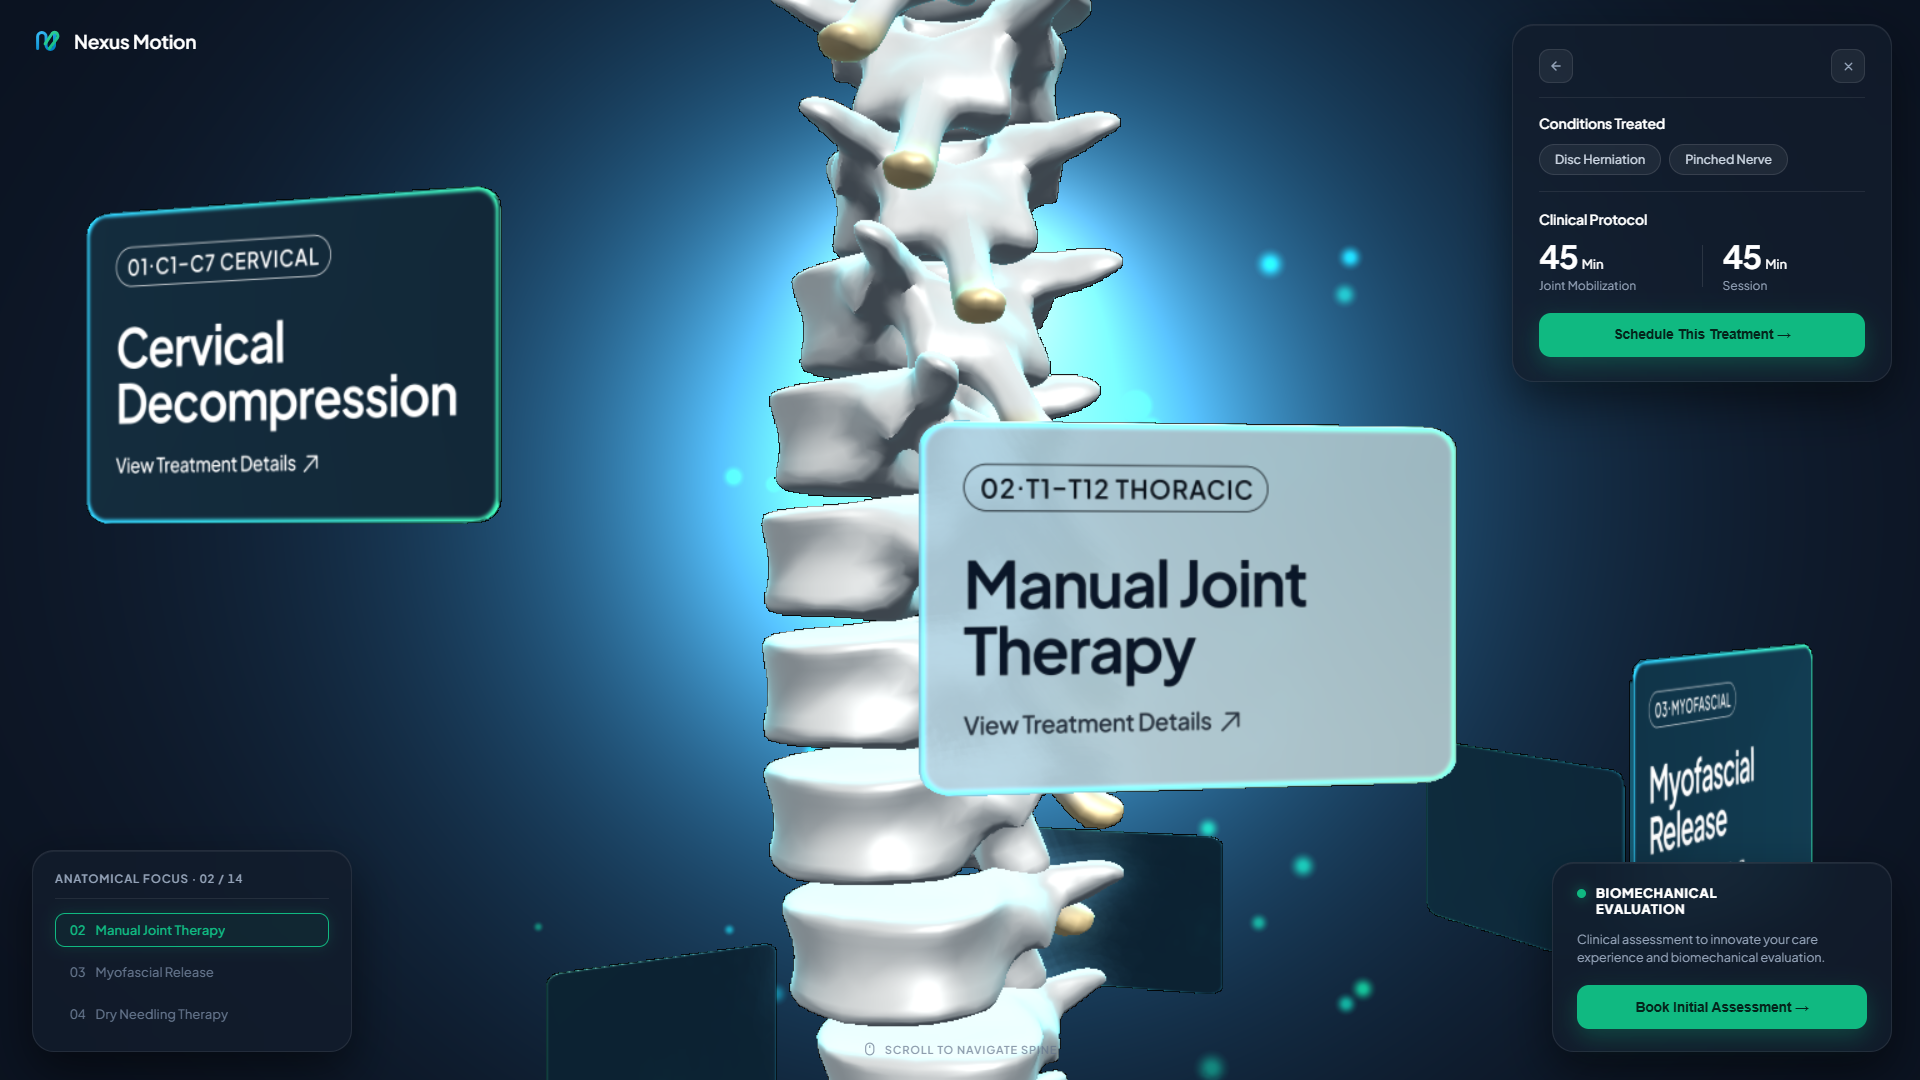 Nexus Motion
01·C1–C7 CERVICAL
Cervical
Decompression
View Treatment Details ↗
02·T1–T12 THORACIC
Manual Joint
Therapy
View Treatment Details ↗
Conditions Treated
Disc Herniation
Pinched Nerve
Clinical Protocol
45 Min
Joint Mobilization
45 Min
Session
Schedule This Treatment →
03·MYOFASCIAL
Myofascial
Release
ANATOMICAL FOCUS · 02 / 14
02 Manual Joint Therapy
03 Myofascial Release
04 Dry Needling Therapy
SCROLL TO NAVIGATE SPINE
BIOMECHANICAL
EVALUATION
Clinical assessment to innovate your care
experience and biomechanical evaluation.
Book Initial Assessment →